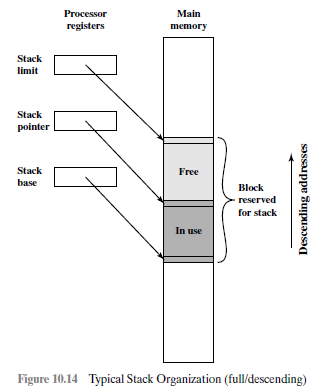 Processor
registers
Main
memory
Stack
limit
Stack
pointer
Stack
base
Free
In use
Block
reserved
for stack
Descending addresses
Figure 10.14 Typical Stack Organization (full/descending)